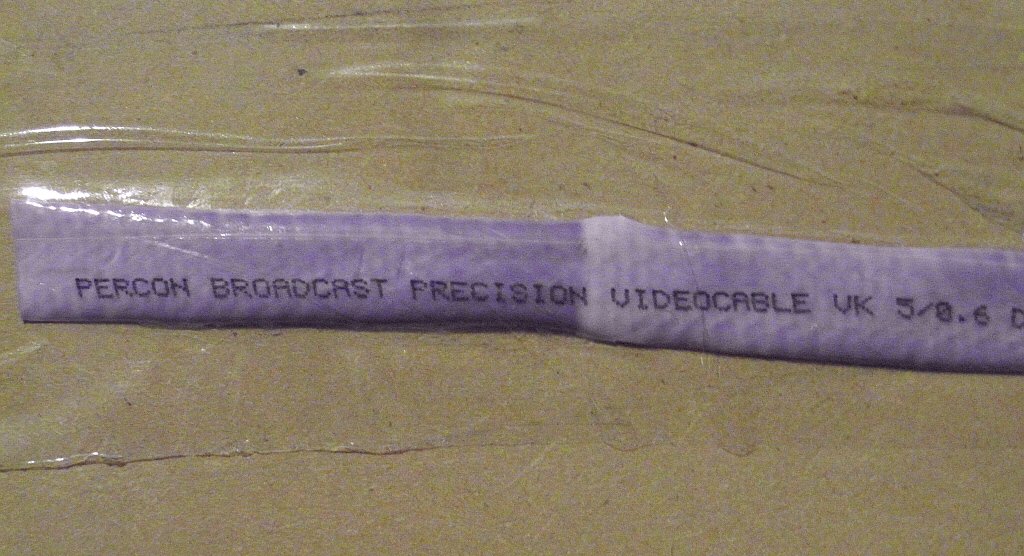 PERCON BROADCAST PRECISION VIDEOCABLE VK 5/0.6 D